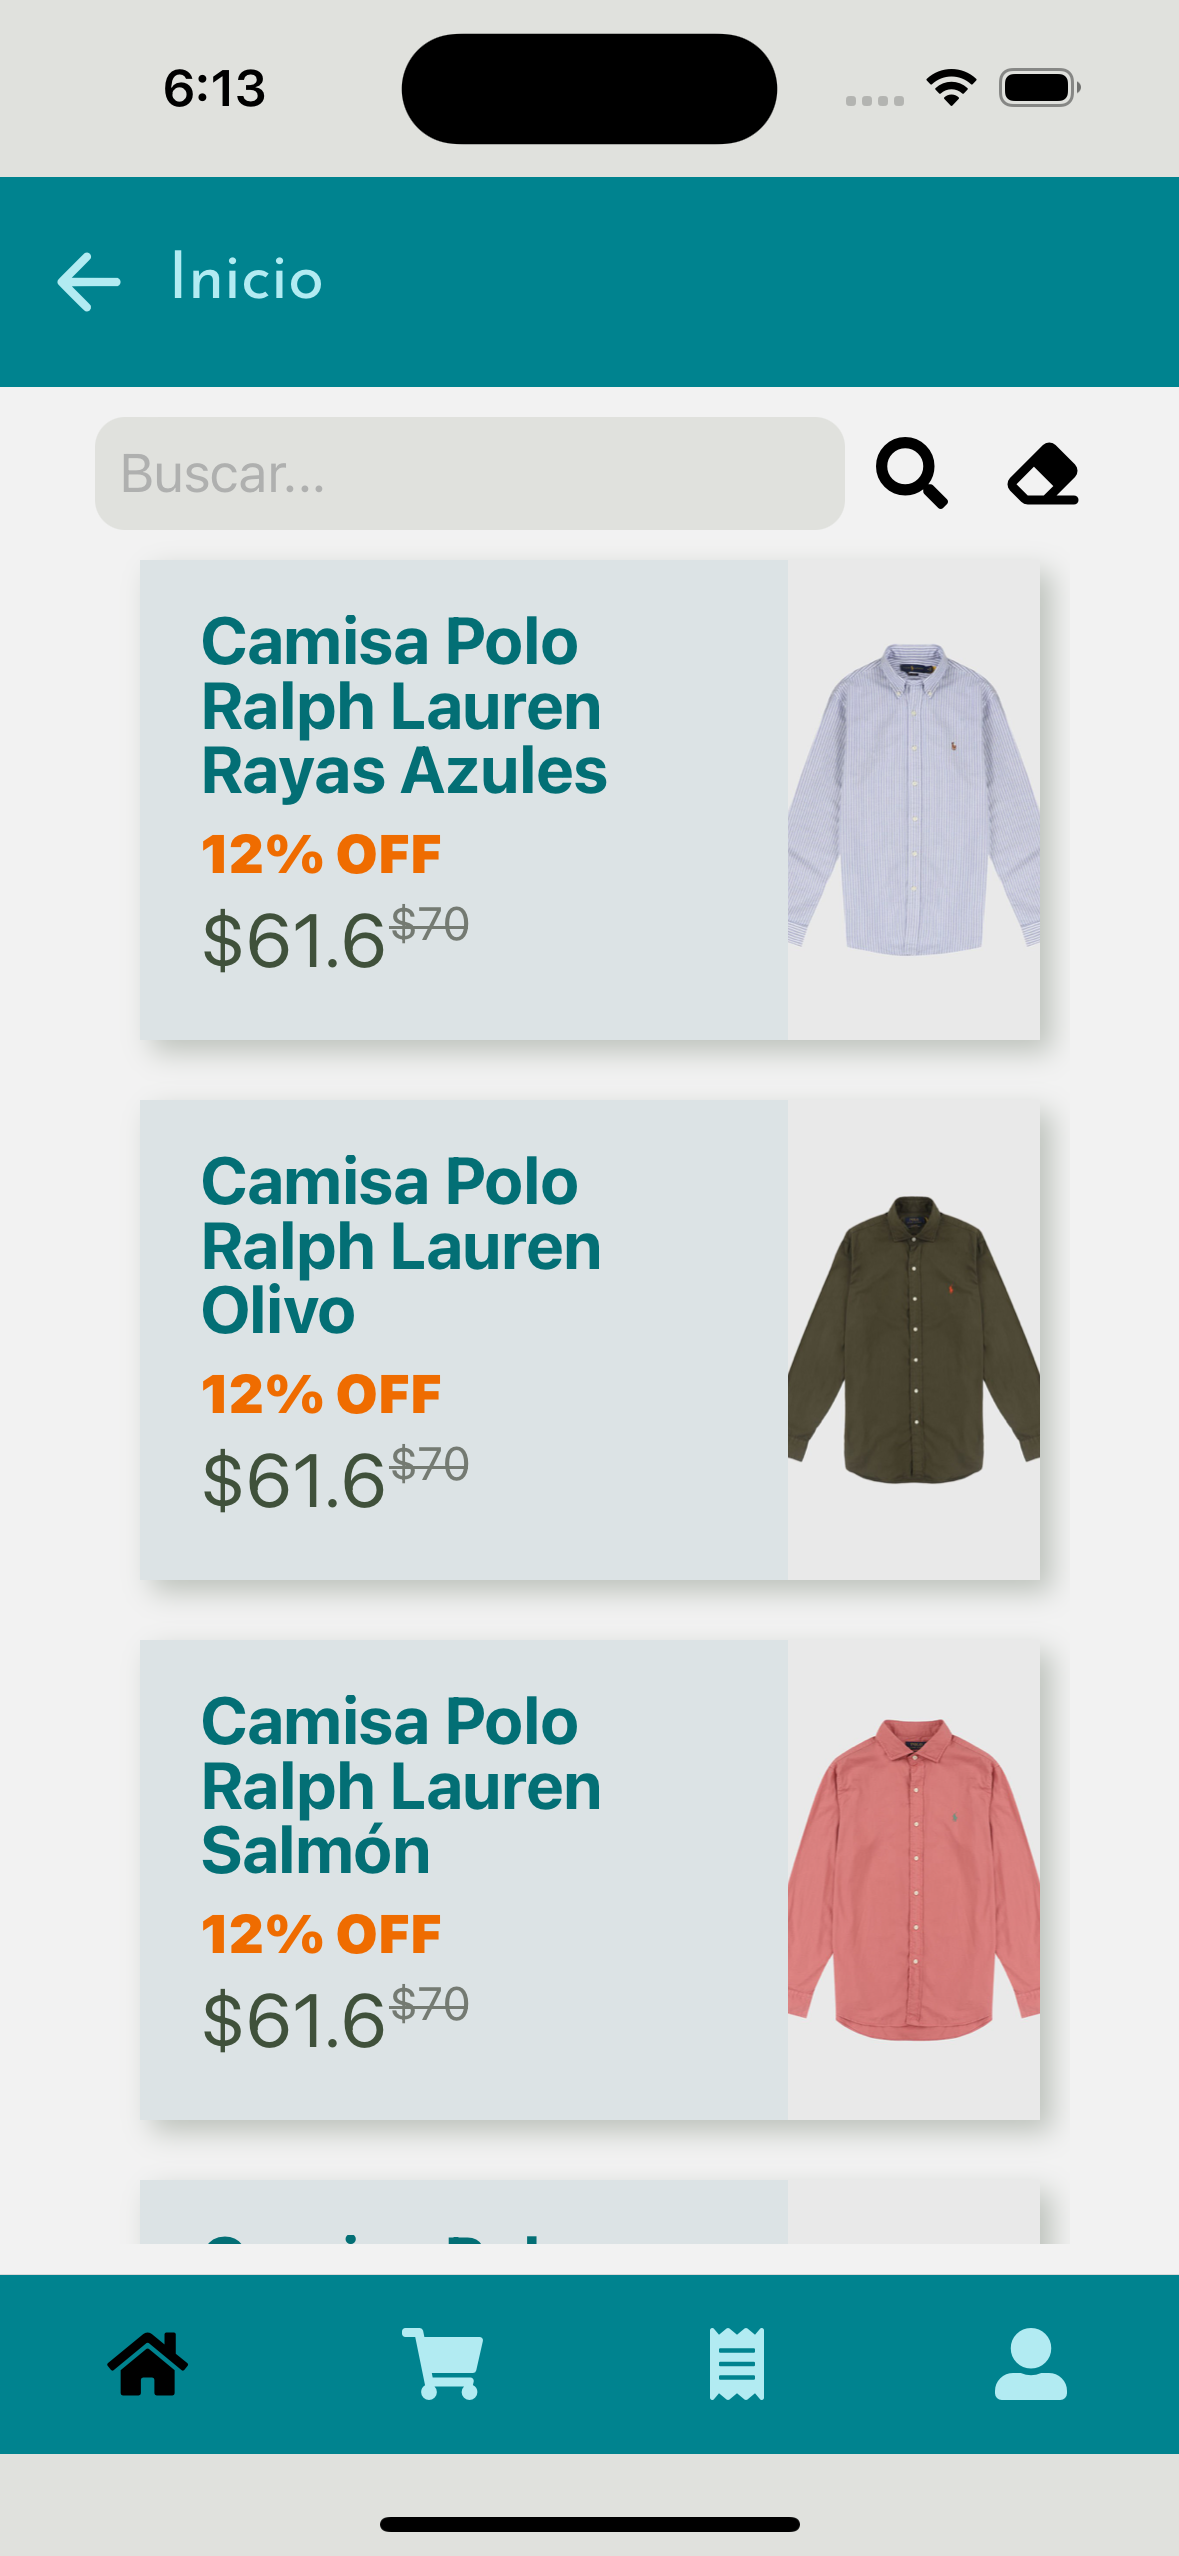 6:13
Inicio
Buscar...
Camisa Polo
Ralph Lauren
Rayas Azules
12% OFF
$61.6 $70
Camisa Polo
Ralph Lauren
Olivo
12% OFF
$61.6 $70
Camisa Polo
Ralph Lauren
Salmón
12% OFF
$61.6 $70